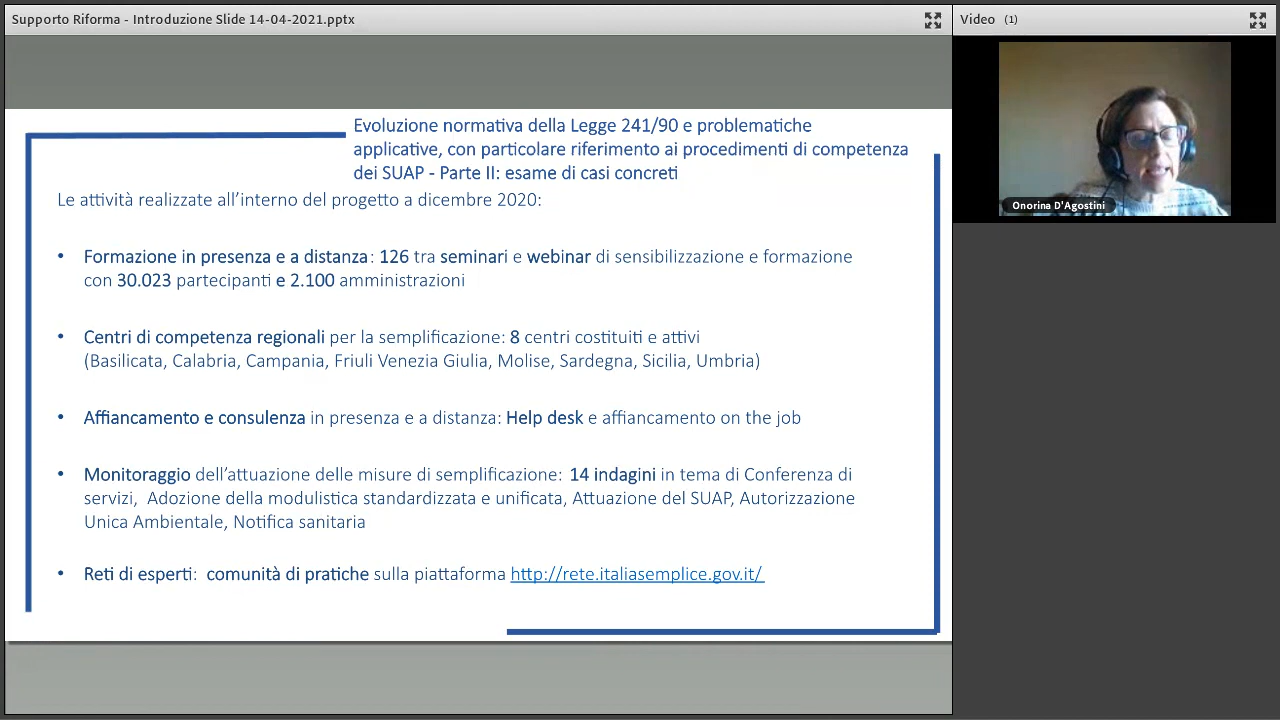 Supporto Riforma - Introduzione Slide 14-04-2021.pptx
Video (1)
Evoluzione normativa della Legge 241/90 e problematiche
applicative, con particolare riferimento ai procedimenti di competenza
dei SUAP - Parte II: esame di casi concreti
Le attività realizzate all’interno del progetto a dicembre 2020:
• Formazione in presenza e a distanza: 126 tra seminari e webinar di sensibilizzazione e formazione
con 30.023 partecipanti e 2.100 amministrazioni
• Centri di competenza regionali per la semplificazione: 8 centri costituiti e attivi
(Basilicata, Calabria, Campania, Friuli Venezia Giulia, Molise, Sardegna, Sicilia, Umbria)
• Affiancamento e consulenza in presenza e a distanza: Help desk e affiancamento on the job
• Monitoraggio dell’attuazione delle misure di semplificazione: 14 indagini in tema di Conferenza di
servizi, Adozione della modulistica standardizzata e unificata, Attuazione del SUAP, Autorizzazione
Unica Ambientale, Notifica sanitaria
• Reti di esperti: comunità di pratiche sulla piattaforma http://rete.italiasemplice.gov.it/
Onorina D'Agostini